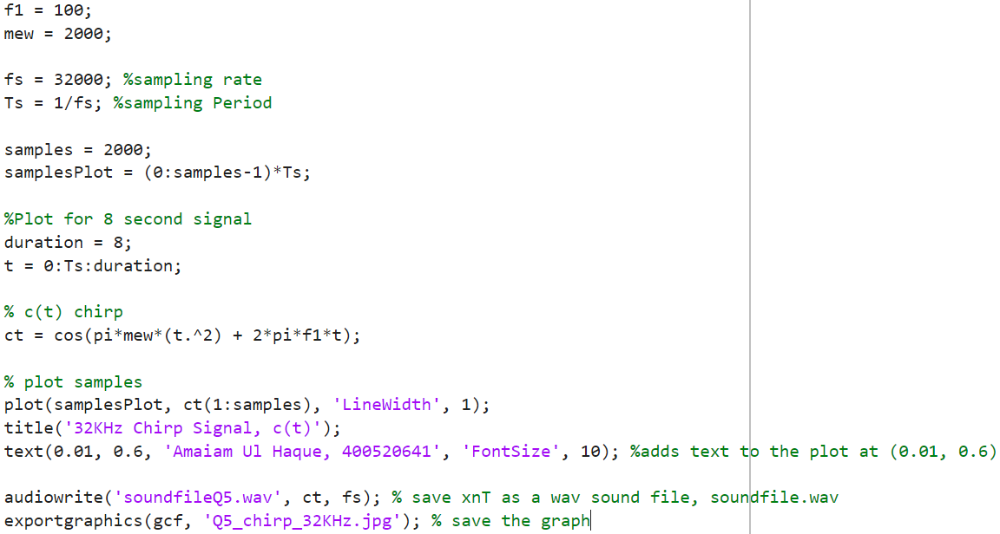 f1 = 100;
mew = 2000;
fs = 32000; %sampling rate
Ts = 1/fs; %sampling Period
samples = 2000;
samplesPlot = (0:samples-1)*Ts;
%Plot for 8 second signal
duration = 8;
t = 0:Ts:duration;
% c(t) chirp
ct = cos(pi*mew*(t.^2) + 2*pi*f1*t);
% plot samples
plot(samplesPlot, ct(1:samples), 'LineWidth', 1);
title('32KHz Chirp Signal, c(t)');
text(0.01, 0.6, 'Amaiam Ul Haque, 400520641', 'FontSize', 10); %adds text to the plot at (0.01, 0.6)
audiowrite('soundfileQ5.wav', ct, fs); % save xnT as a wav sound file, soundfile.wav
exportgraphics(gcf, 'Q5_chirp_32KHz.jpg'); % save the graph